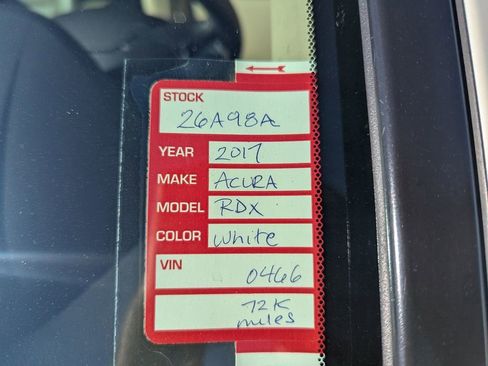 STOCK
26A98A
YEAR 2017
MAKE ACURA
MODEL RDX
COLOR White
VIN
0466
72K
miles